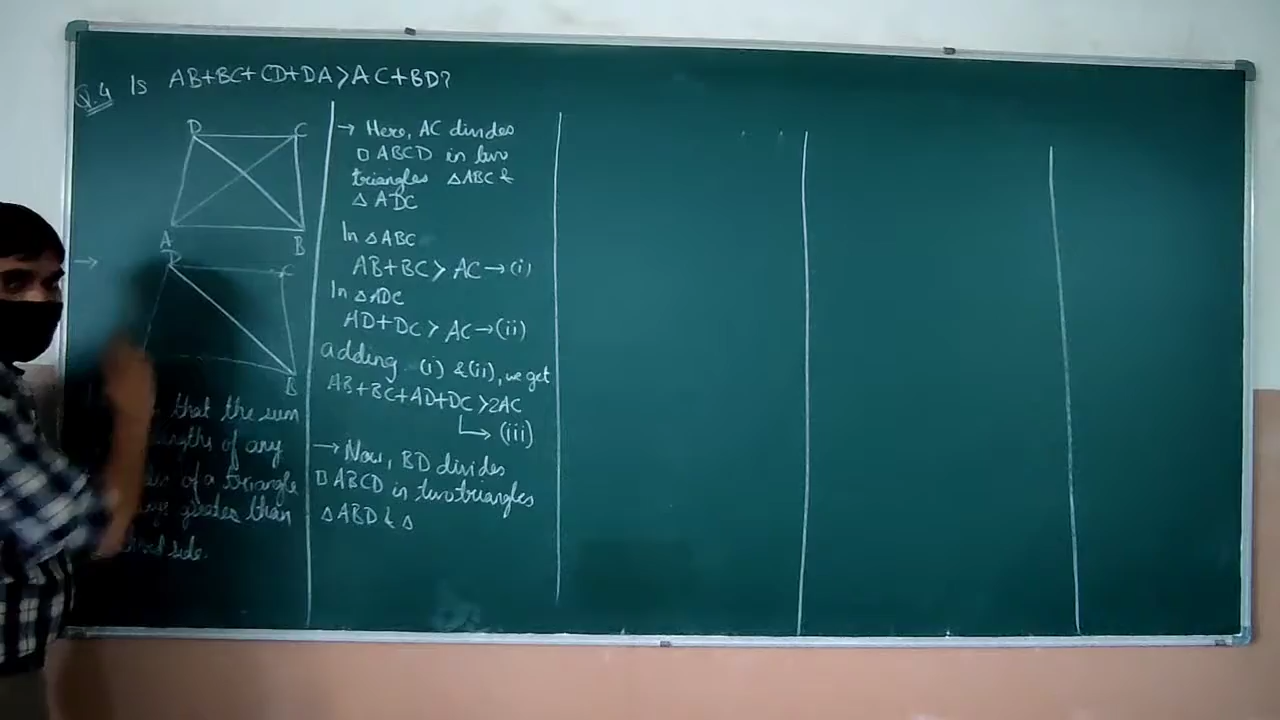 Q.4 Is AB+BC+CD+DA>AC+BD?
D C
A B
D C
B
→
that the sum
of any
of a triangle
greater than
side.
→ Here, AC divides
□ ABCD in two
triangles △ABC &
△ ADC
In △ABC
AB+BC > AC → (i)
In △ADC
AD+DC > AC → (ii)
adding (i) & (ii), we get
AB+BC+AD+DC >2AC
↳ (iii)
→ Now, BD divides
□ ABCD in two triangles
△ABD & △